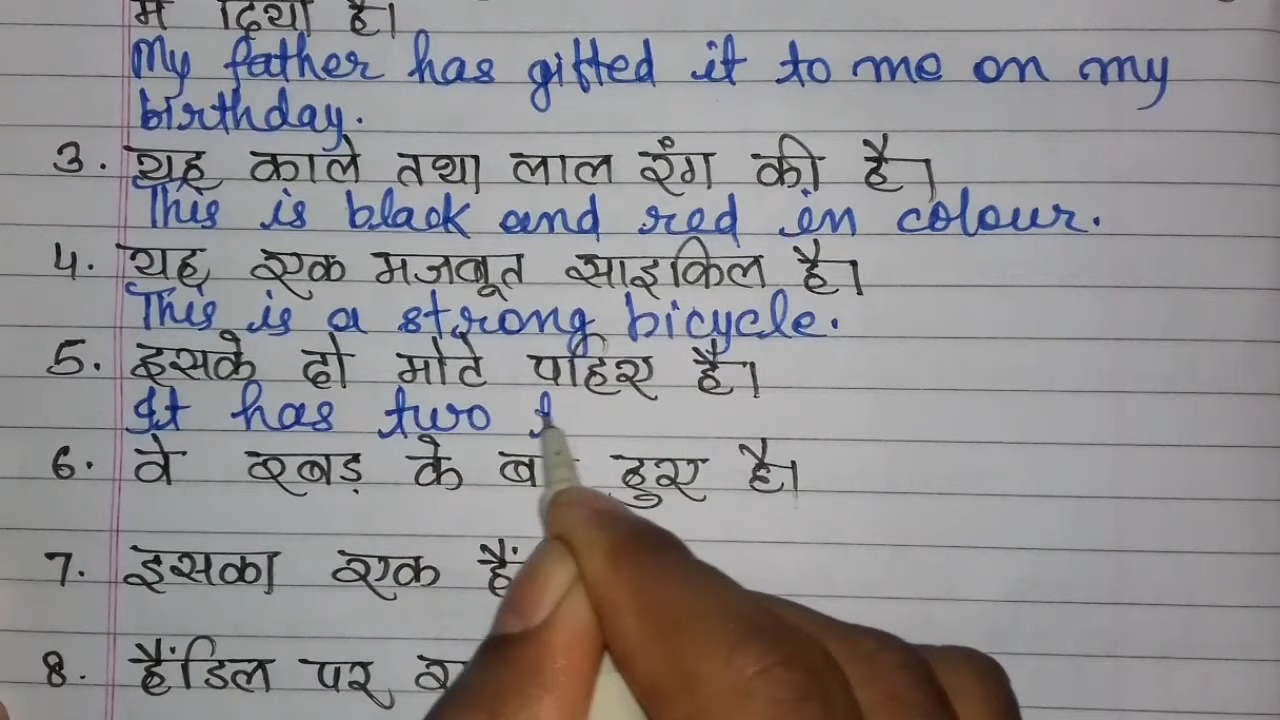 में दिया है।
My father has gifted it to me on my
birthday.
3. यह काले तथा लाल रंग की है।
This is black and red in colour.
4. यह एक मजबूत साइकिल है।
This is a strong bicycle.
5. इसके दो मोटे पहिए है।
It has two
6. वे रबड़ के हुए है।
7. इसका एक
8. हैंडिल पर